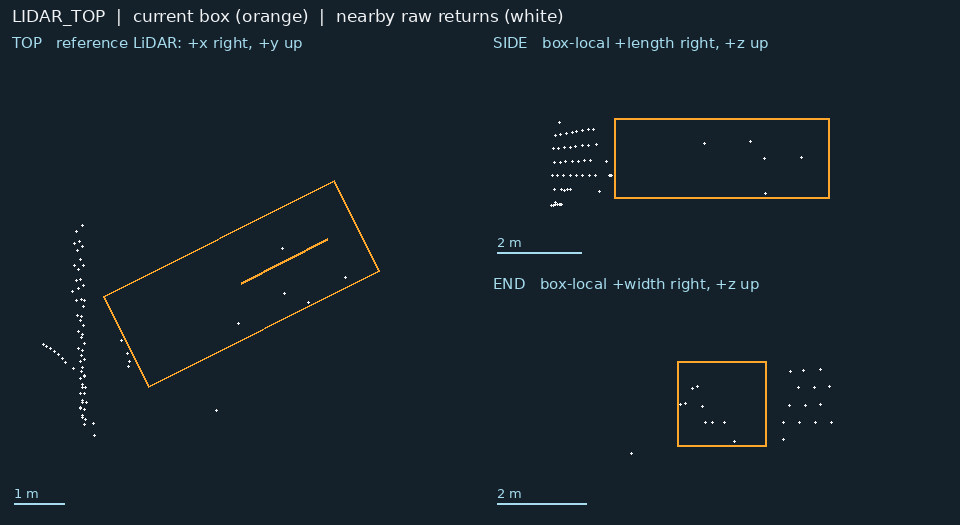 LIDAR_TOP | current box (orange) | nearby raw returns (white)
TOP reference LiDAR: +x right, +y up
SIDE box-local +length right, +z up
2 m
END box-local +width right, +z up
1 m
2 m